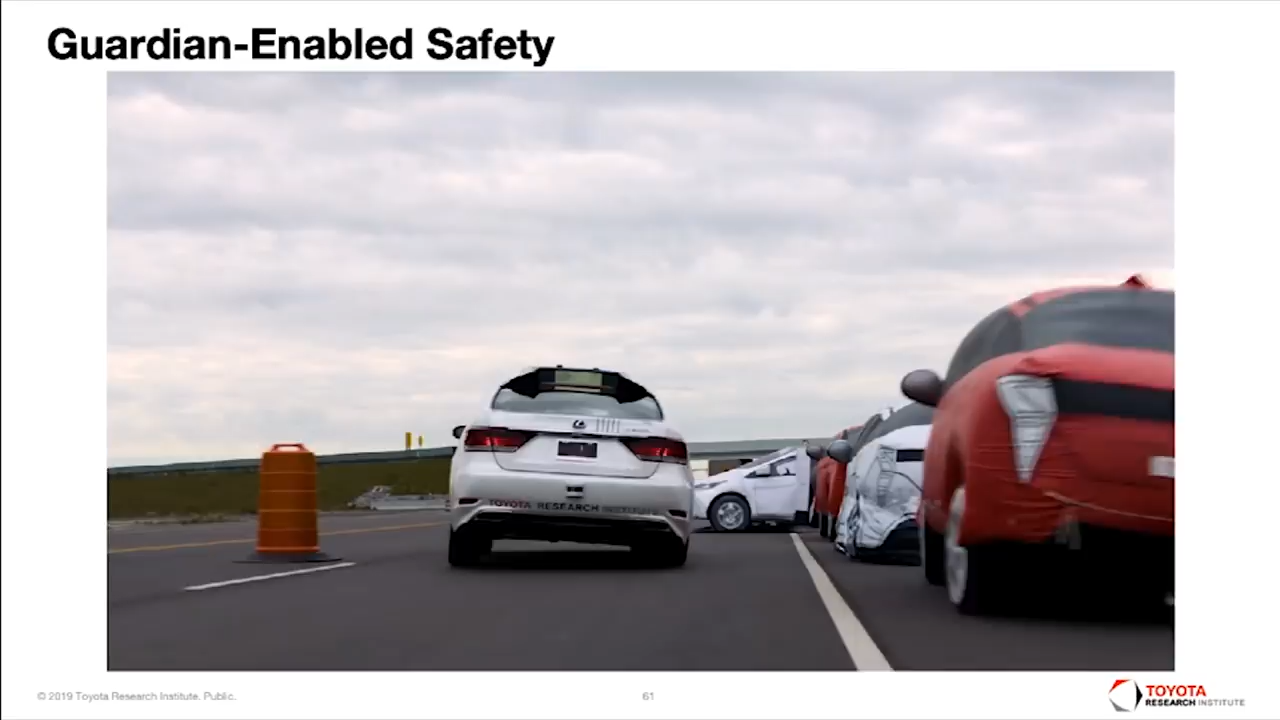 Guardian-Enabled Safety
TOYOTA RESEARCH INSTITUTE
© 2019 Toyota Research Institute. Public.
61
TOYOTA
RESEARCH INSTITUTE